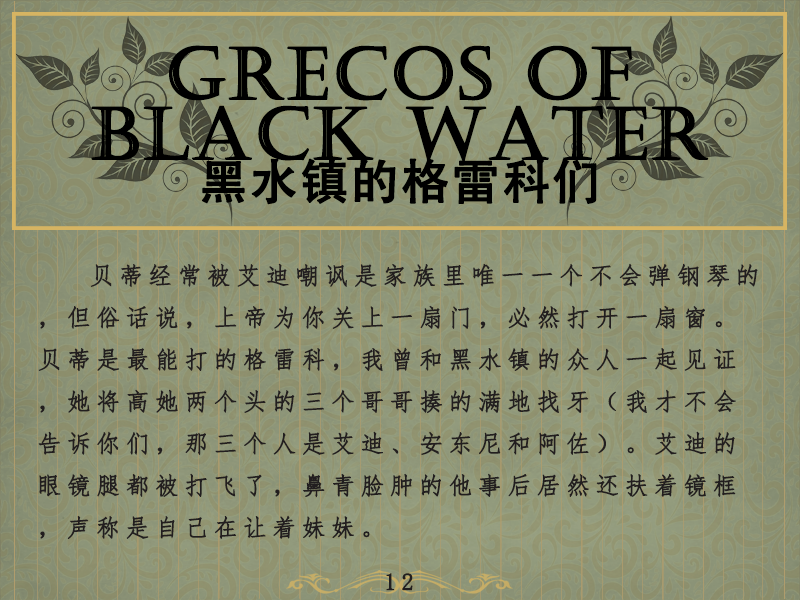 GRECOS OF
BLACK WATER
黑水镇的格雷科们
贝蒂经常被艾迪嘲讽是家族里唯一一个不会弹钢琴的
，但俗话说，上帝为你关上一扇门，必然打开一扇窗。
贝蒂是最能打的格雷科，我曾和黑水镇的众人一起见证
，她将高她两个头的三个哥哥揍的满地找牙（我才不会
告诉你们，那三个人是艾迪、安东尼和阿佐）。艾迪的
眼镜腿都被打飞了，鼻青脸肿的他事后居然还扶着镜框
，声称是自己在让着妹妹。
12